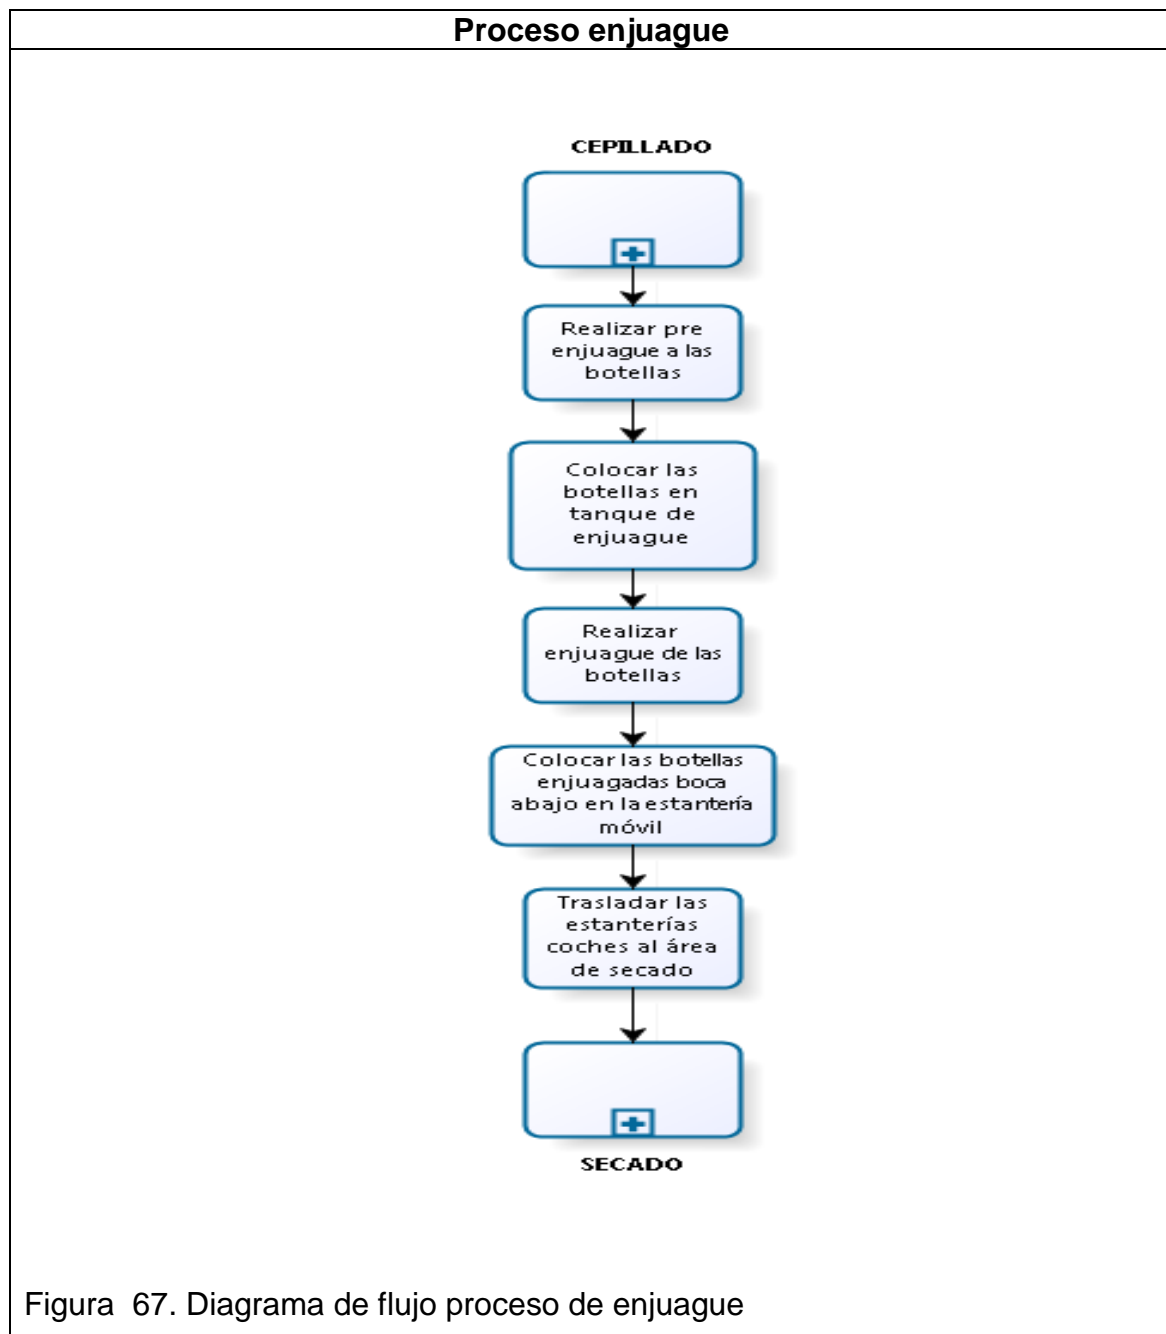 Proceso enjuague
CEPILLADO
Realizar pre
enjuague a las
botellas
Colocar las
botellas en
tanque de
enjuague
Realizar
enjuague de las
botellas
Colocar las botellas
enjuagadas boca
abajo en la estantería
móvil
Trasladar las
estanterías
coches al área
de secado
SECADO
Figura  67. Diagrama de flujo proceso de enjuague